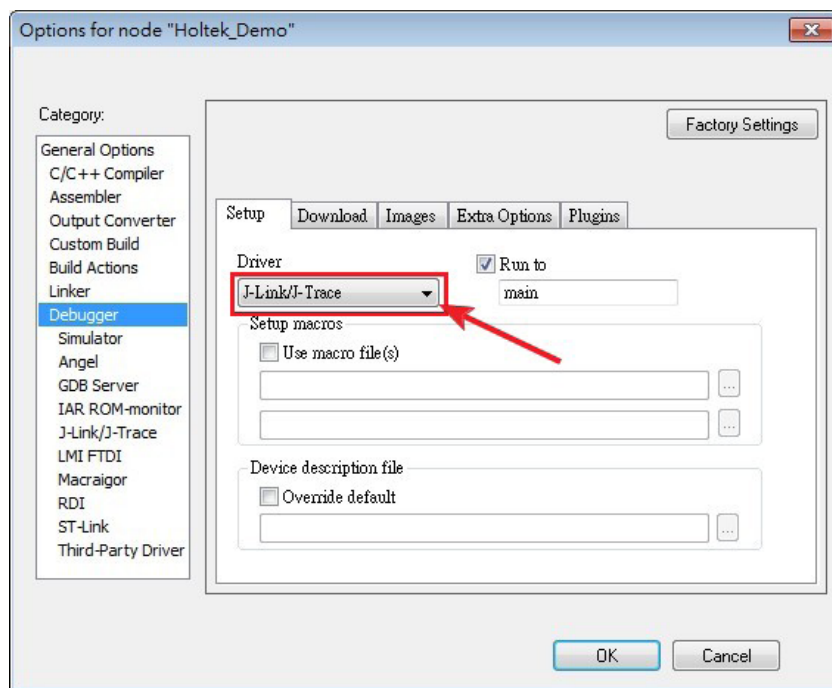 Options for node "Holtek_Demo"
Category:
Factory Settings
General Options
C/C++ Compiler
Assembler
Output Converter
Custom Build
Build Actions
Linker
Debugger
Simulator
Angel
GDB Server
IAR ROM-monitor
J-Link/J-Trace
LMI FTDI
Macraigor
RDI
ST-Link
Third-Party Driver
Setup Download Images Extra Options Plugins
Driver
Run to
J-Link/J-Trace
main
Setup macros
Use macro file(s)
...
...
Device description file
Override default
...
OK Cancel